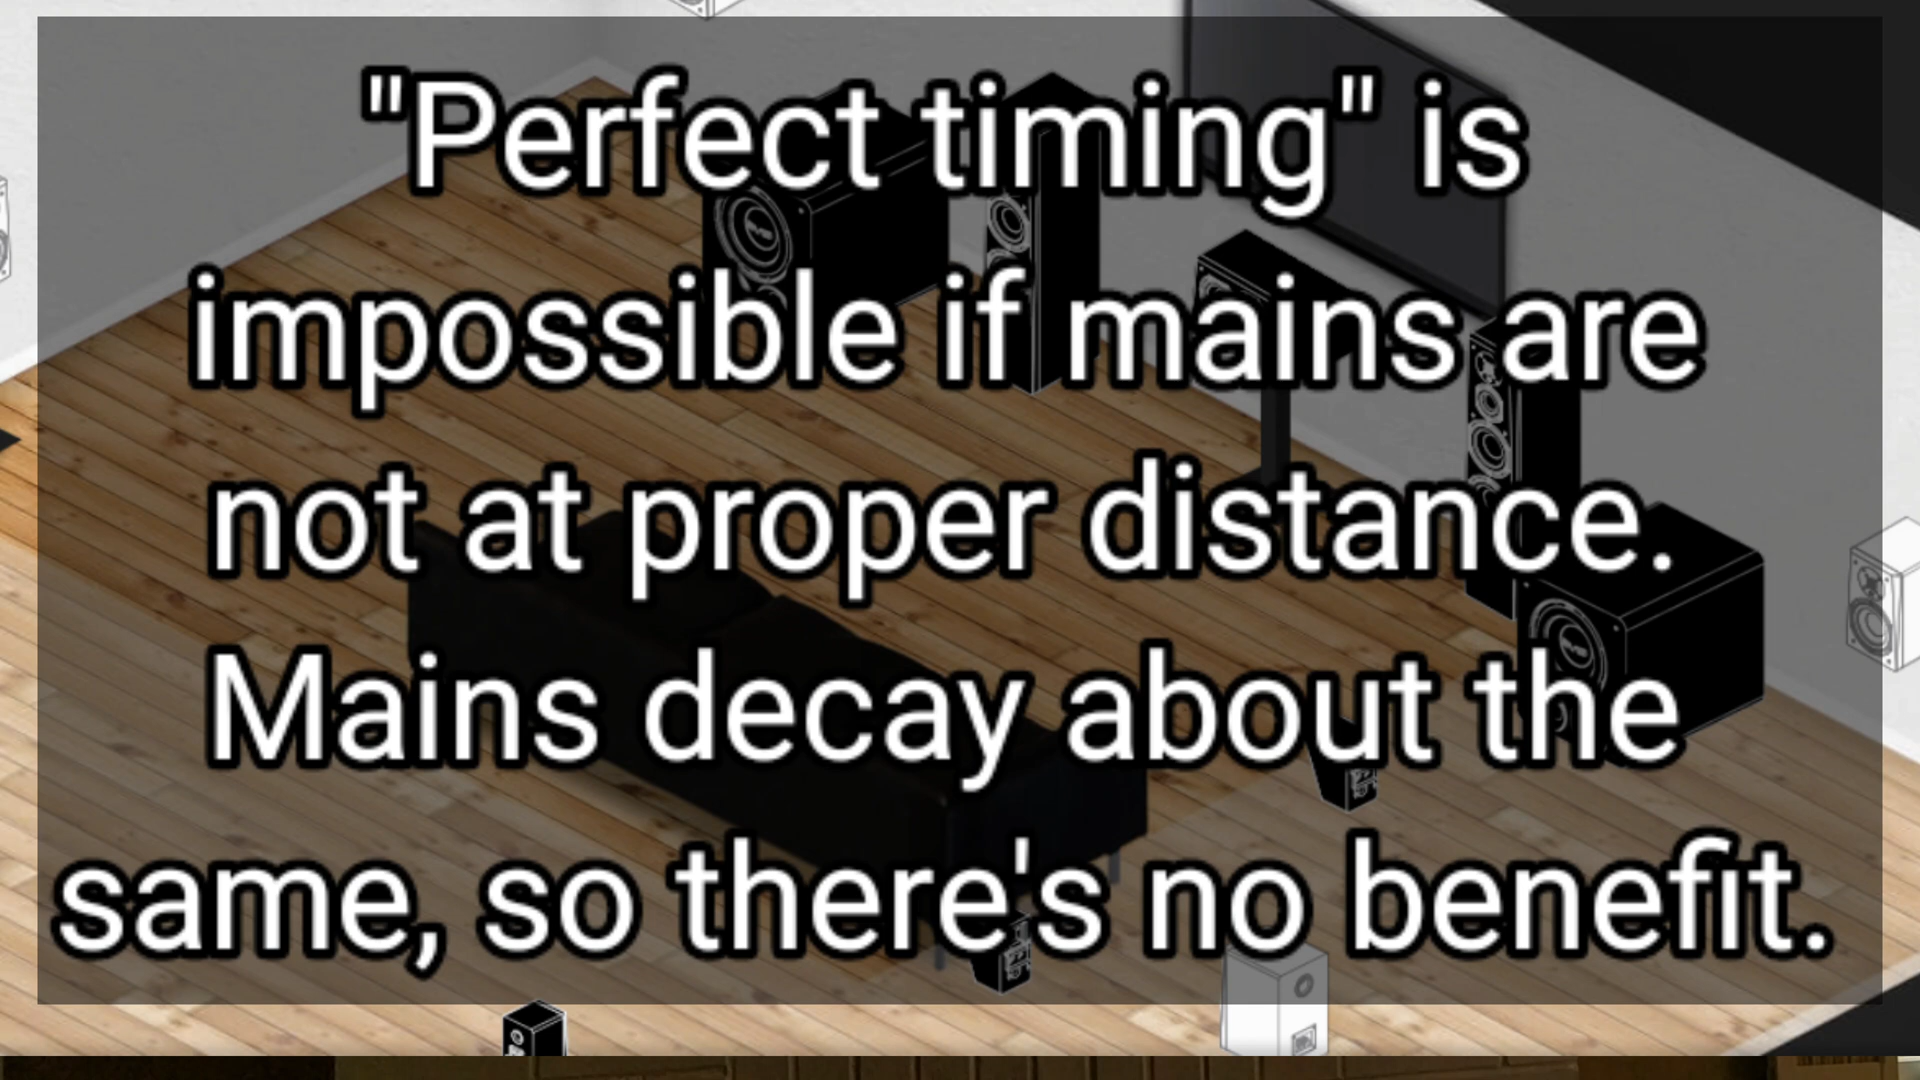 "Perfect timing" is
impossible if mains are
not at proper distance.
Mains decay about the
same, so there's no benefit.